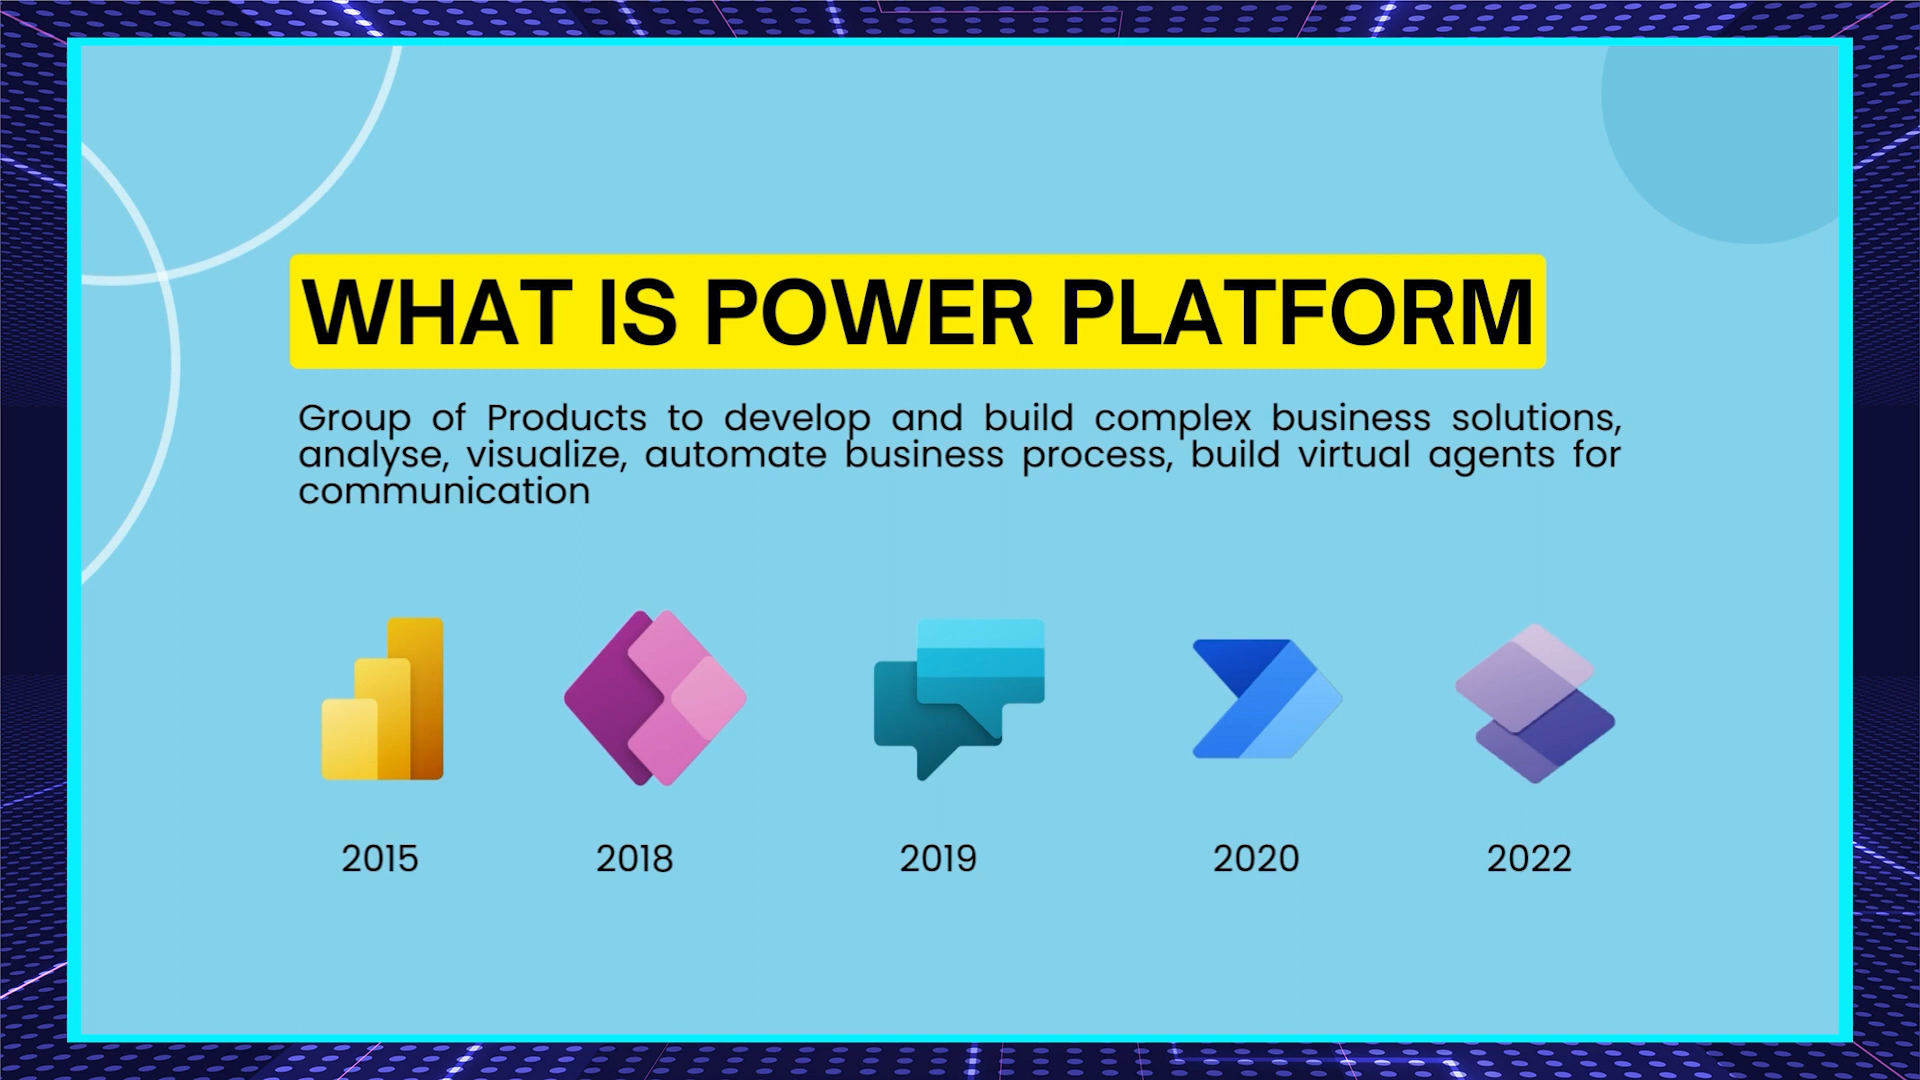 WHAT IS POWER PLATFORM
Group of Products to develop and build complex business solutions,
analyse, visualize, automate business process, build virtual agents for
communication
2015 2018 2019 2020 2022